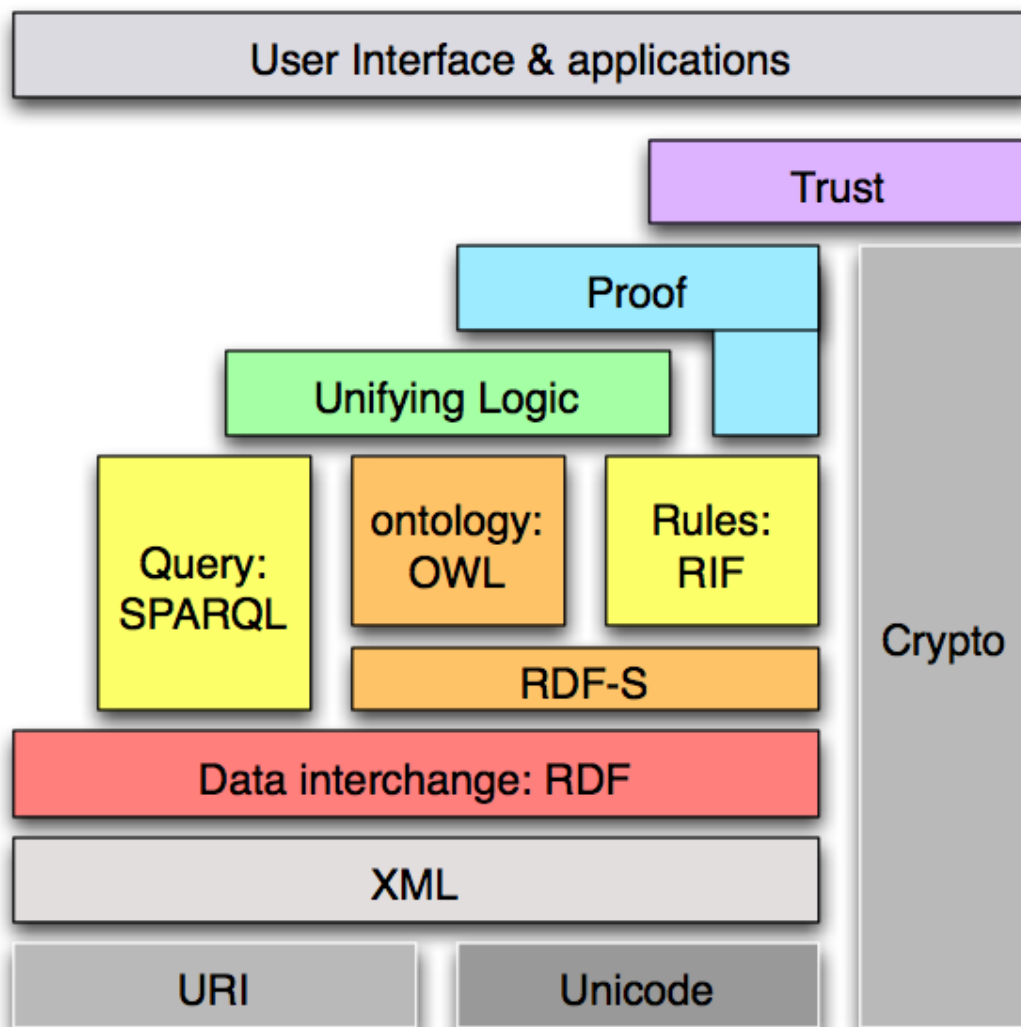 User Interface & applications
Trust
Proof
Unifying Logic
Query:
SPARQL
ontology:
OWL
Rules:
RIF
Crypto
RDF-S
Data interchange: RDF
XML
URI
Unicode